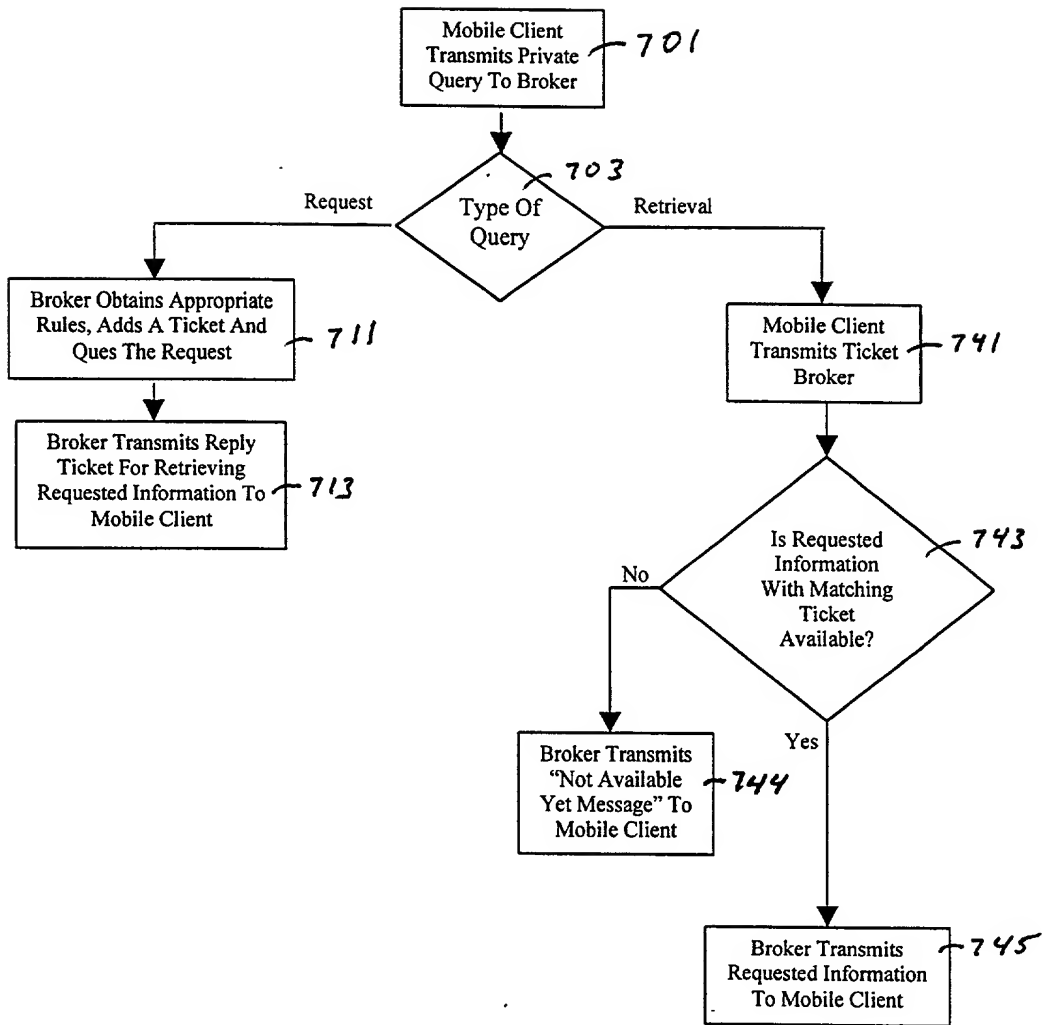 Mobile Client
Transmits Private
Query To Broker
701
703
Type Of
Query
Request
Retrieval
Broker Obtains Appropriate
Rules, Adds A Ticket And
Ques The Request
711
Mobile Client
Transmits Ticket
Broker
741
Broker Transmits Reply
Ticket For Retrieving
Requested Information To
Mobile Client
713
Is Requested
Information
With Matching
Ticket
Available?
743
No
Yes
Broker Transmits
“Not Available
Yet Message” To
Mobile Client
744
Broker Transmits
Requested Information
To Mobile Client
745